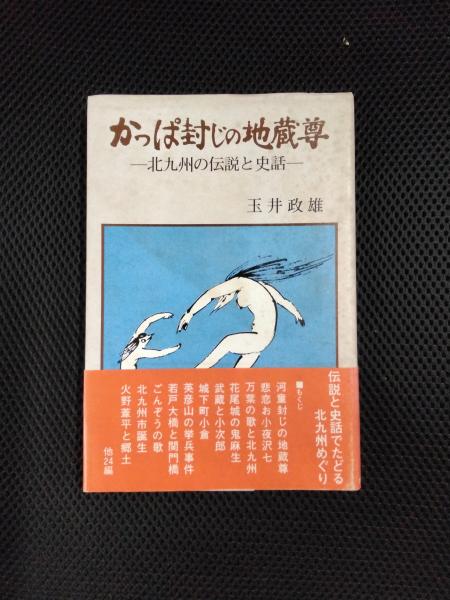 かっぱ封じの地蔵尊
―北九州の伝説と史話―
玉井政雄
伝説と史話でたどる
北九州めぐり
■もくじ
河童封じの地蔵尊
悲恋お小夜沢七
万葉の歌と北九州
花尾城の鬼麻生
武蔵と小次郎
城下町小倉
英彦山の挙兵事件
若戸大橋と関門橋
ごんぞうの歌
北九州市誕生
火野葦平と郷土
他24編